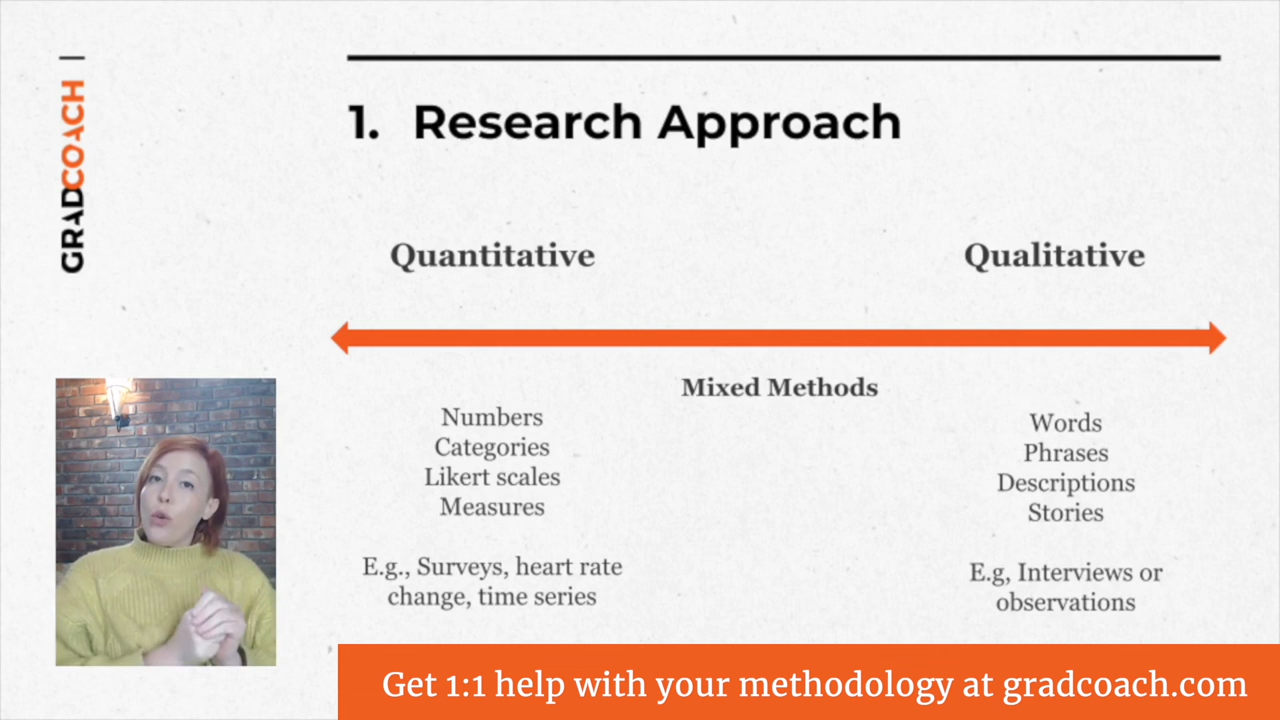 GRADCOACH
1. Research Approach
Quantitative
Qualitative
Mixed Methods
Numbers
Categories
Likert scales
Measures
E.g., Surveys, heart rate
change, time series
Words
Phrases
Descriptions
Stories
E.g, Interviews or
observations
Get 1:1 help with your methodology at gradcoach.com